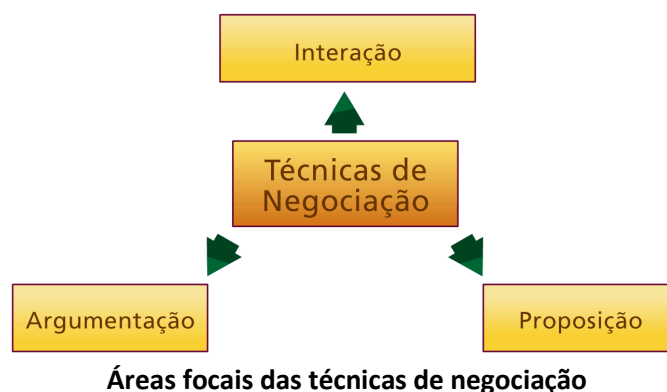 Interação
Técnicas de
Negociação
Argumentação
Proposição
Áreas focais das técnicas de negociação